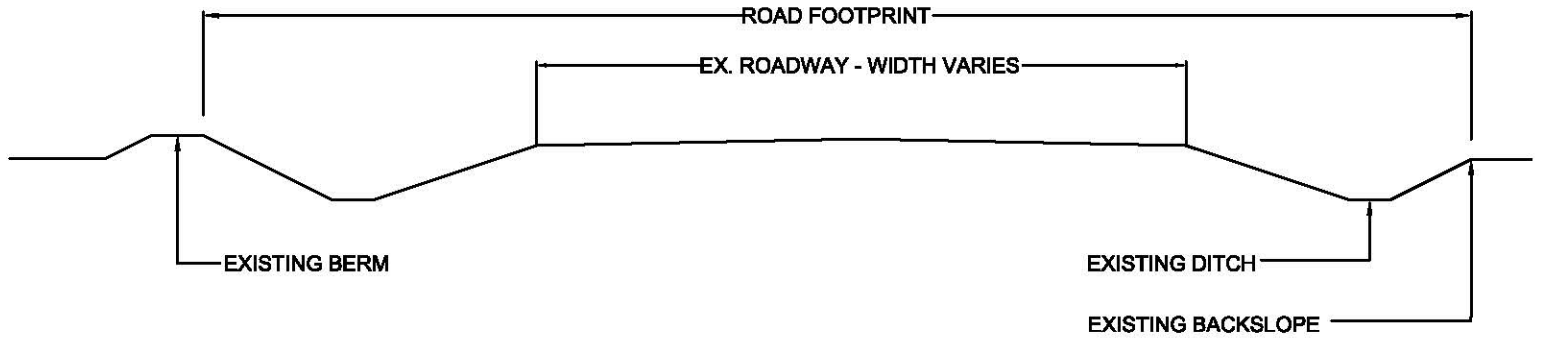 ROAD FOOTPRINT
EX. ROADWAY - WIDTH VARIES
EXISTING BERM
EXISTING DITCH
EXISTING BACKSLOPE